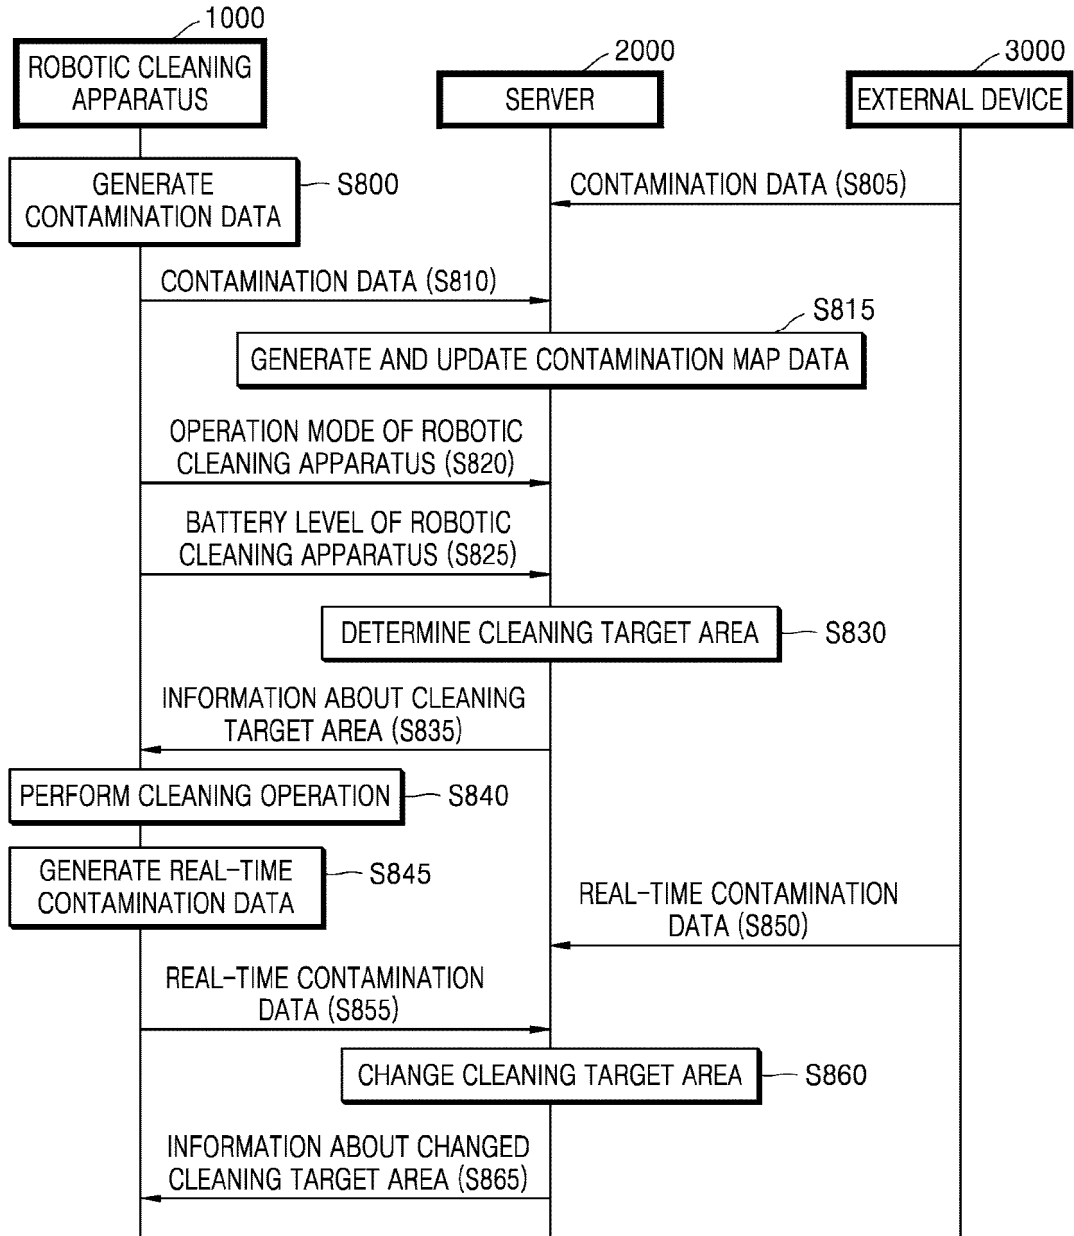 1000
ROBOTIC CLEANING
APPARATUS
2000
SERVER
3000
EXTERNAL DEVICE
GENERATE
CONTAMINATION DATA
S800
CONTAMINATION DATA (S805)
CONTAMINATION DATA (S810)
S815
GENERATE AND UPDATE CONTAMINATION MAP DATA
OPERATION MODE OF ROBOTIC
CLEANING APPARATUS (S820)
BATTERY LEVEL OF ROBOTIC
CLEANING APPARATUS (S825)
DETERMINE CLEANING TARGET AREA
S830
INFORMATION ABOUT CLEANING
TARGET AREA (S835)
PERFORM CLEANING OPERATION
S840
GENERATE REAL-TIME
CONTAMINATION DATA
S845
REAL-TIME CONTAMINATION
DATA (S850)
REAL-TIME CONTAMINATION
DATA (S855)
CHANGE CLEANING TARGET AREA
S860
INFORMATION ABOUT CHANGED
CLEANING TARGET AREA (S865)